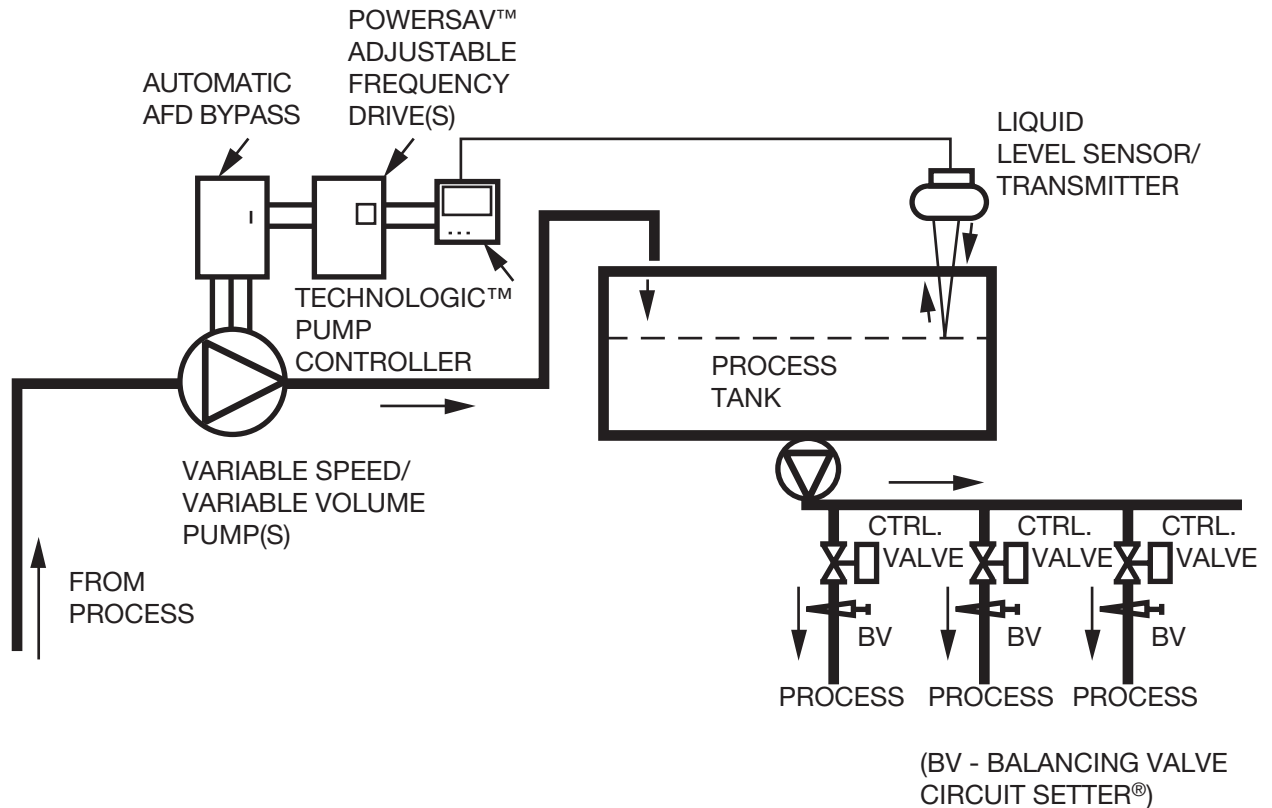 POWERSAV™
ADJUSTABLE
FREQUENCY
DRIVE(S)
AUTOMATIC
AFD BYPASS
LIQUID
LEVEL SENSOR/
TRANSMITTER
TECHNOLOGIC™
PUMP
CONTROLLER
PROCESS
TANK
VARIABLE SPEED/
VARIABLE VOLUME
PUMP(S)
FROM
PROCESS
CTRL.
VALVE
CTRL.
VALVE
CTRL.
VALVE
BV
BV
BV
PROCESS
PROCESS
PROCESS
(BV - BALANCING VALVE
CIRCUIT SETTER®)